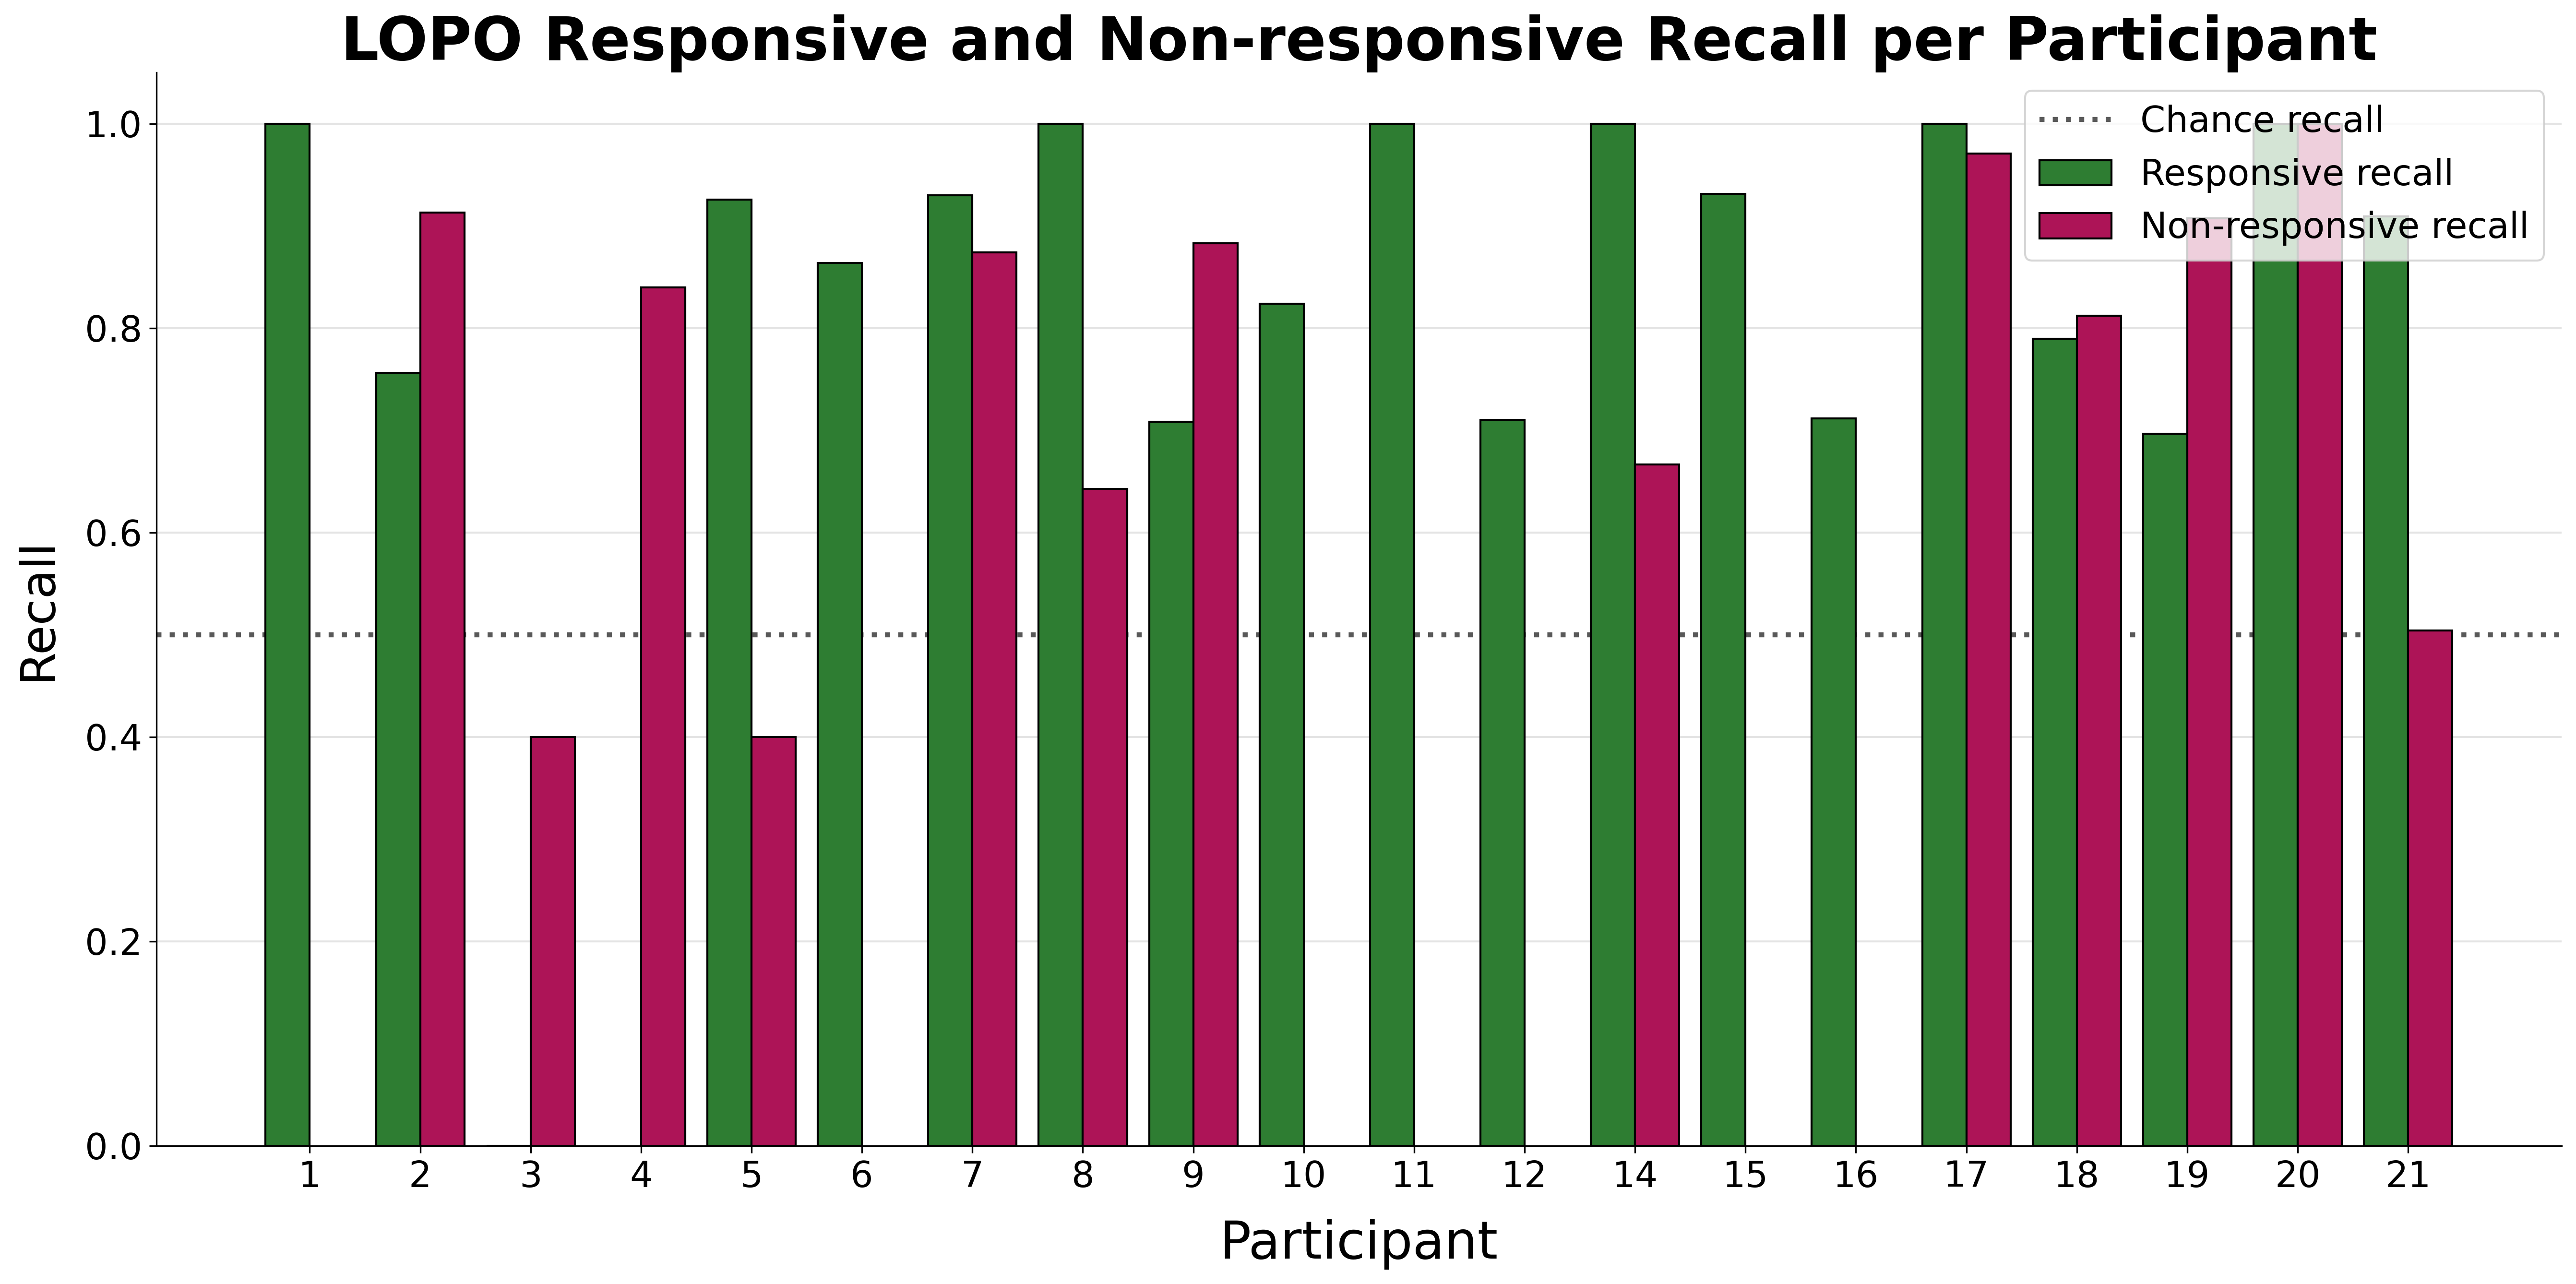 LOPO Responsive and Non-responsive Recall per Participant
Chance recall
Responsive recall
Non-responsive recall
1.0
0.8
0.6
0.4
0.2
0.0
Recall
1 2 3 4 5 6 7 8 9 10 11 12 14 15 16 17 18 19 20 21
Participant